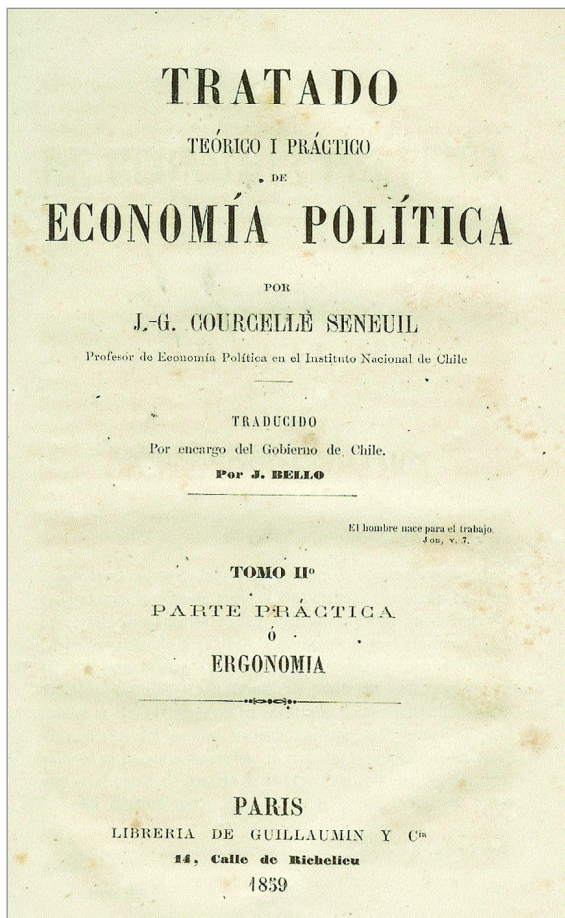 TRATADO
TEÓRICO I PRÁCTICO
DE
ECONOMÍA POLÍTICA
POR
J.-G. COURCELLE SENEUIL
Profesor de Economía Política en el Instituto Nacional de Chile
TRADUCIDO
Por encargo del Gobierno de Chile.
Por J. BELLO
El hombre nace para el trabajo.
JOB, V. 7.
TOMO IIº
PARTE PRÁCTICA
Ó
ERGONOMIA
PARIS
LIBRERIA DE GUILLAUMIN Y Cia
14, Calle de Richelieu
1859